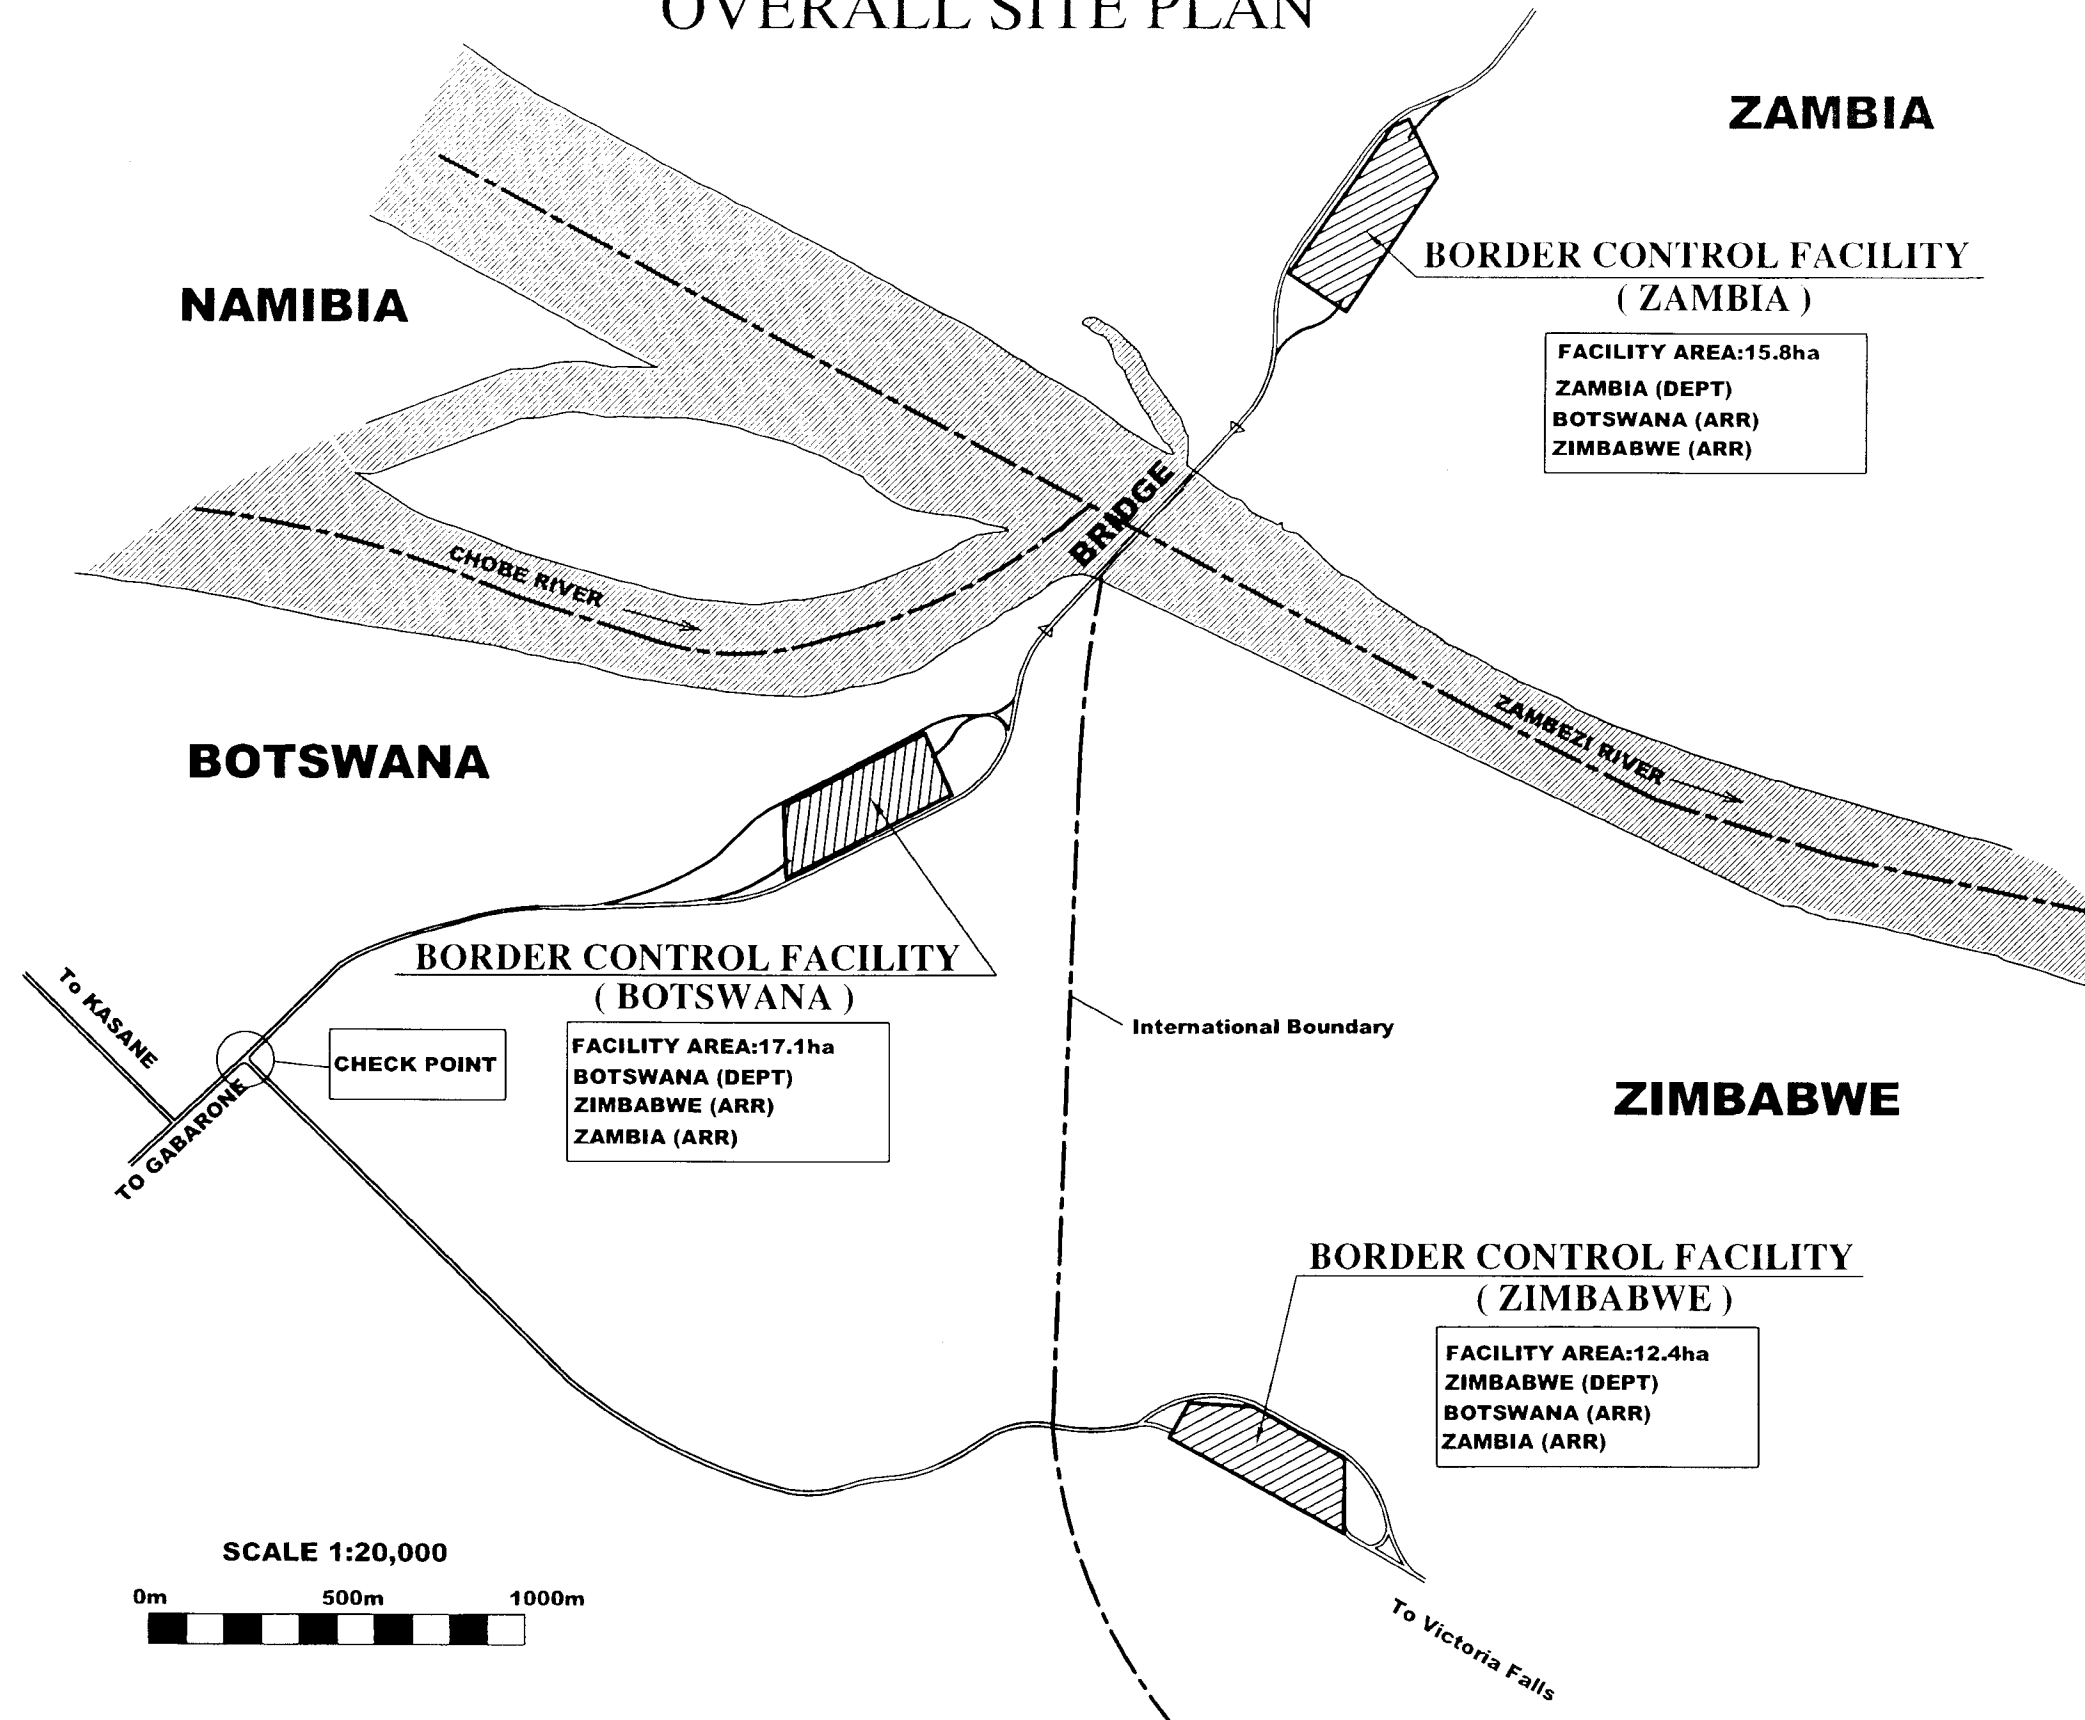 OVERALL SITE PLAN
ZAMBIA
BORDER CONTROL FACILITY
( ZAMBIA )
FACILITY AREA:15.8ha
ZAMBIA (DEPT)
BOTSWANA (ARR)
ZIMBABWE (ARR)
NAMIBIA
BRIDGE
CHOBE RIVER
ZAMBEZI RIVER
BOTSWANA
BORDER CONTROL FACILITY
( BOTSWANA )
FACILITY AREA:17.1ha
BOTSWANA (DEPT)
ZIMBABWE (ARR)
ZAMBIA (ARR)
To KASANE
CHECK POINT
TO GABARONE
International Boundary
ZIMBABWE
BORDER CONTROL FACILITY
( ZIMBABWE )
FACILITY AREA:12.4ha
ZIMBABWE (DEPT)
BOTSWANA (ARR)
ZAMBIA (ARR)
To Victoria Falls
SCALE 1:20,000
0m 500m 1000m